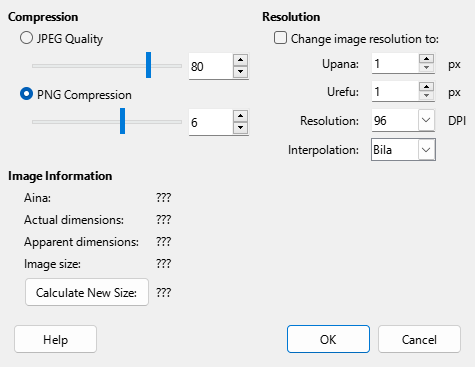 Compression
JPEG Quality
80
PNG Compression
6
Resolution
Change image resolution to:
Upana: 1 px
Urefu: 1 px
Resolution: 96 DPI
Interpolation: Bila
Image Information
Aina: ???
Actual dimensions: ???
Apparent dimensions: ???
Image size: ???
Calculate New Size: ???
Help
OK
Cancel